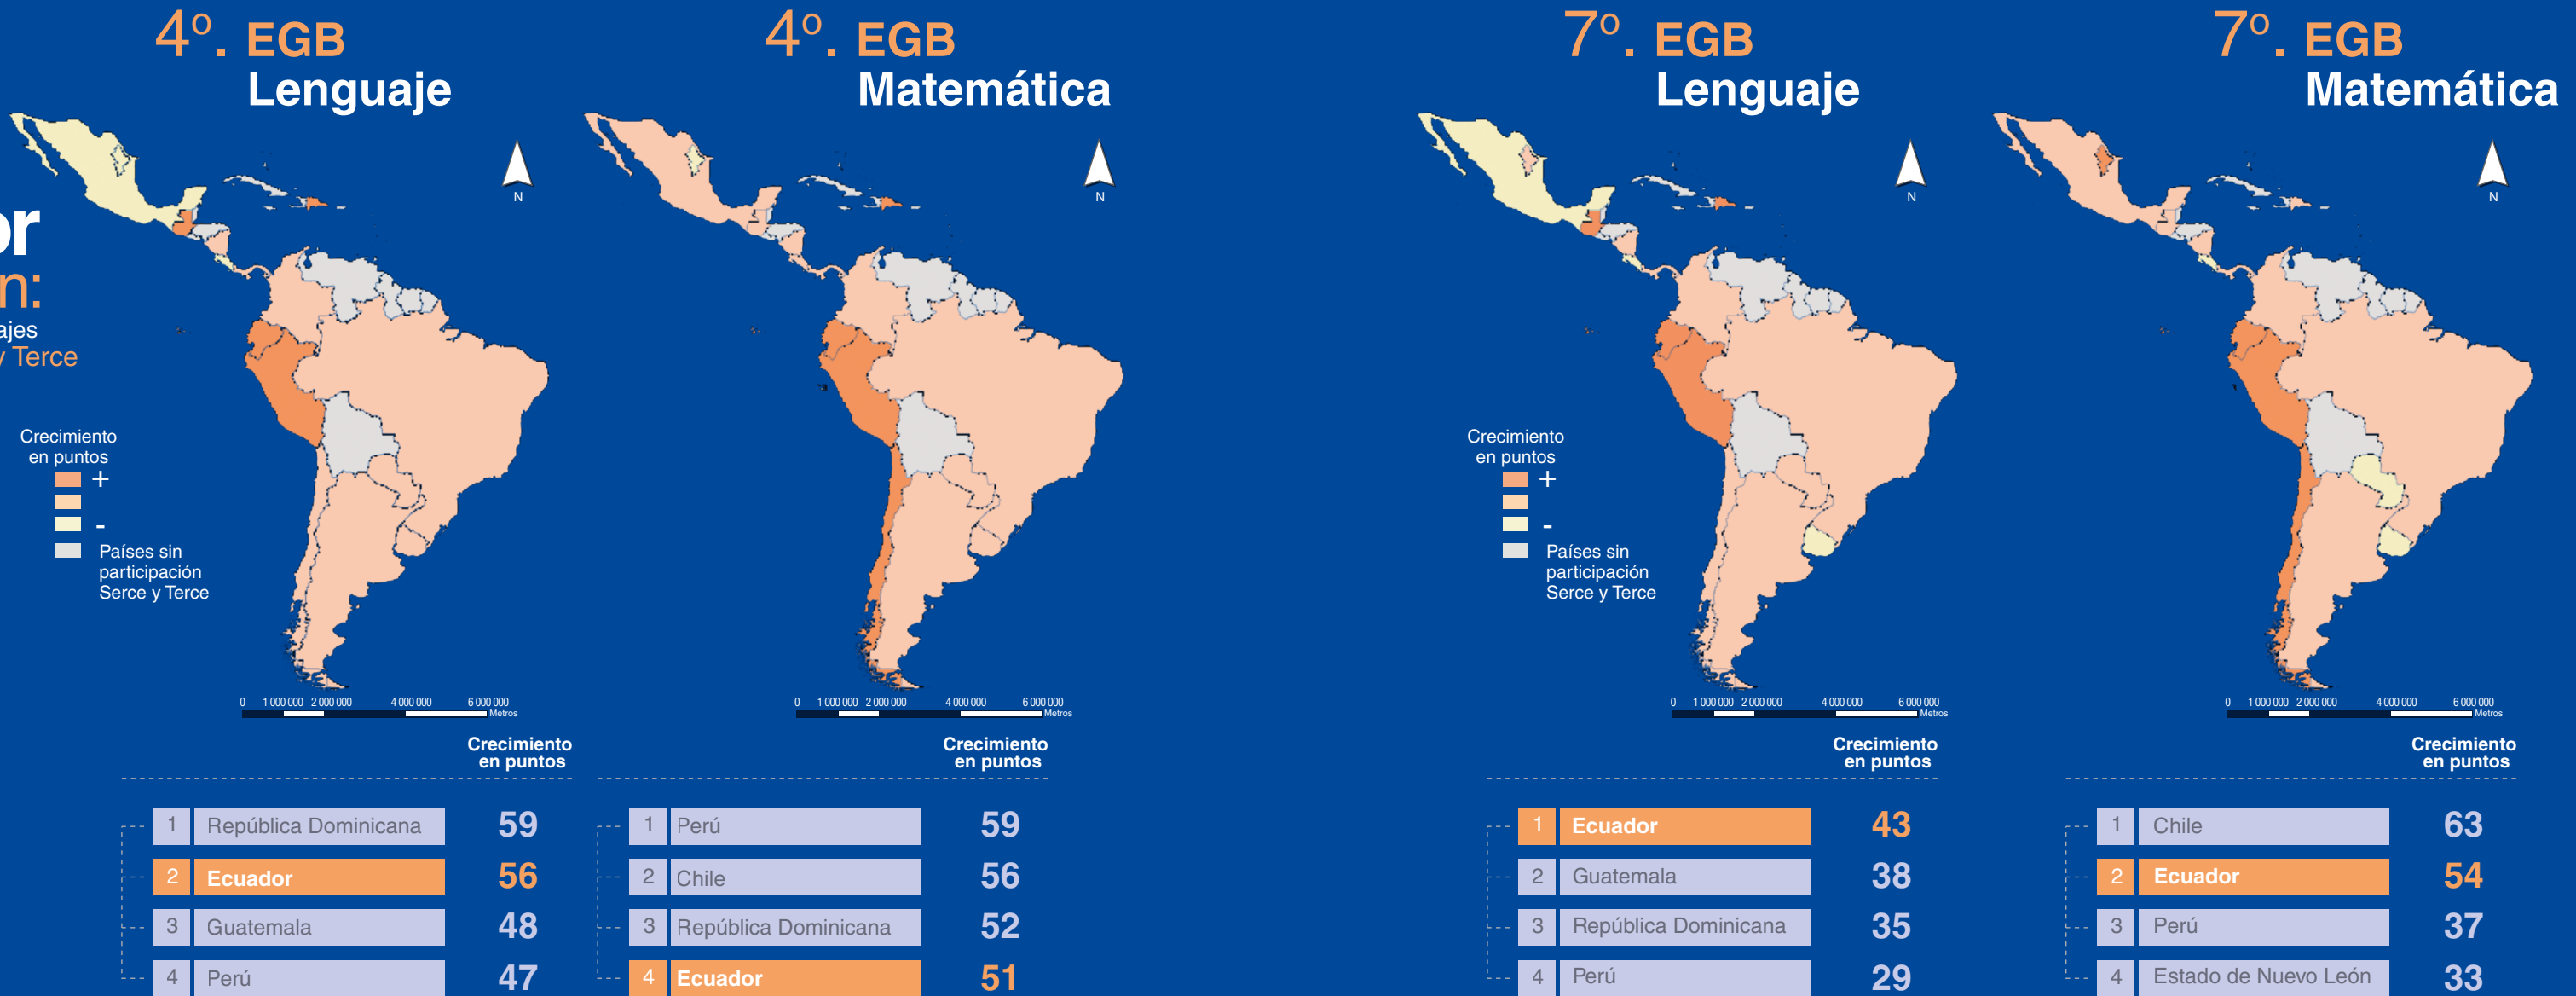 4º. EGB
Lenguaje
4º. EGB
Matemática
7º. EGB
Lenguaje
7º. EGB
Matemática
N
N
N
N
or
n:
ajes
y Terce
Crecimiento
en puntos
+
-
Países sin
participación
Serce y Terce
Crecimiento
en puntos
+
-
Países sin
participación
Serce y Terce
0 1 000 000 2 000 000 4 000 000 6 000 000
Metros
0 1 000 000 2 000 000 4 000 000 6 000 000
Metros
0 1 000 000 2 000 000 4 000 000 6 000 000
Metros
0 1 000 000 2 000 000 4 000 000 6 000 000
Metros
Crecimiento
en puntos
1 República Dominicana 59
2 Ecuador 56
3 Guatemala 48
4 Perú 47
Crecimiento
en puntos
1 Perú 59
2 Chile 56
3 República Dominicana 52
4 Ecuador 51
Crecimiento
en puntos
1 Ecuador 43
2 Guatemala 38
3 República Dominicana 35
4 Perú 29
Crecimiento
en puntos
1 Chile 63
2 Ecuador 54
3 Perú 37
4 Estado de Nuevo León 33